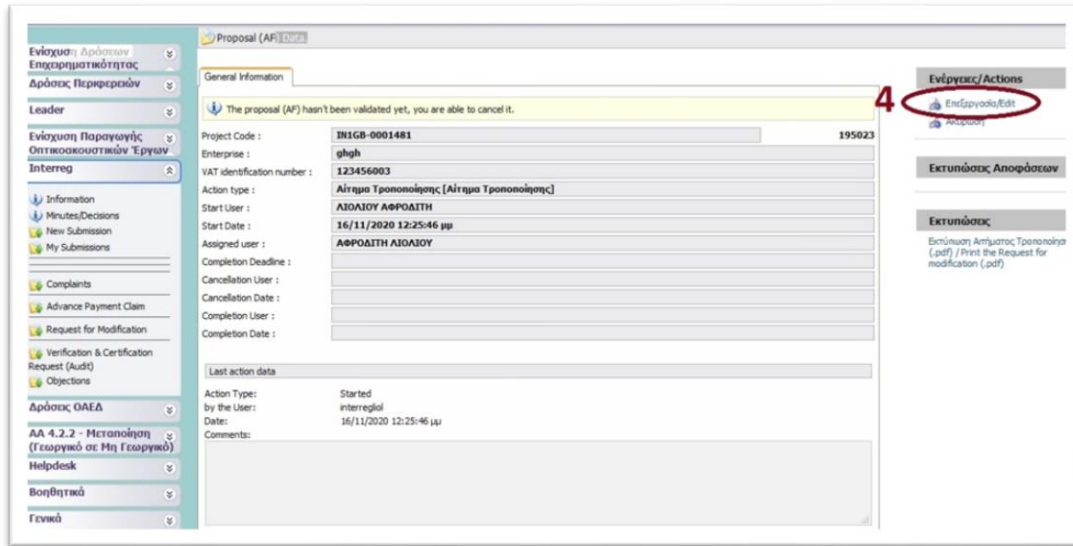 Proposal (AF) Data
Ενίσχυση Δράσεων
Επιχειρηματικότητας
Δράσεις Περιφερειών
Leader
Ενίσχυση Παραγωγής
Οπτικοακουστικών Έργων
Interreg
Information
Minutes/Decisions
New Submission
My Submissions
Complaints
Advance Payment Claim
Request for Modification
Verification & Certification
Request (Audit)
Objections
Δράσεις ΟΑΕΔ
ΑΑ 4.2.2 - Μεταποίηση
(Γεωργικό σε Μη Γεωργικό)
Helpdesk
Βοηθητικά
Γενικά
General Information
The proposal (AF) hasn't been validated yet, you are able to cancel it.
Project Code : IN1GB-0001481 195023
Enterprise : ghgh
VAT identification number : 123456003
Action type : Αίτημα Τροποποίησης [Αίτημα Τροποποίησης]
Start User : ΛΙΟΛΙΟΥ ΑΦΡΟΔΙΤΗ
Start Date : 16/11/2020 12:25:46 μμ
Assigned user : ΑΦΡΟΔΙΤΗ ΛΙΟΛΙΟΥ
Completion Deadline :
Cancellation User :
Cancellation Date :
Completion User :
Completion Date :
Last action data
Action Type: Started
by the User: interregliol
Date: 16/11/2020 12:25:46 μμ
Comments:
Ενέργειες/Actions
4 Επεξεργασία/Edit
Ακύρωση
Εκτυπώσεις Αποφάσεων
Εκτυπώσεις
Εκτύπωση Αιτήματος Τροποποίησ
(.pdf) / Print the Request for
modification (.pdf)